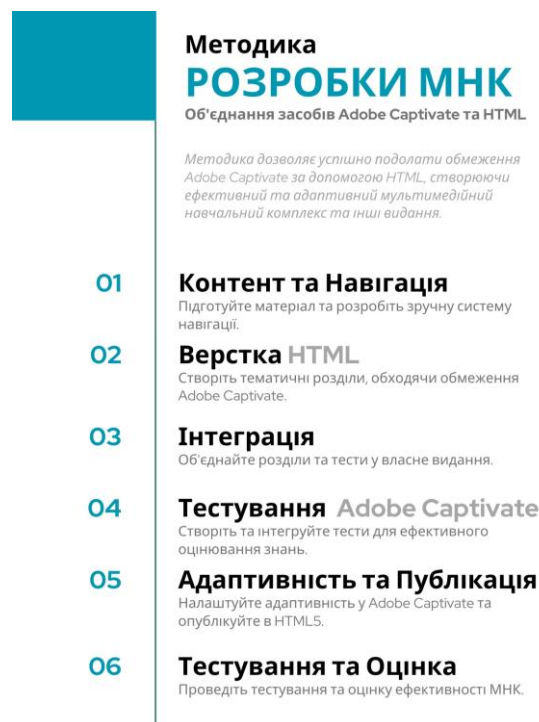 Методика
РОЗРОБКИ МНК
Об'єднання засобів Adobe Captivate та HTML
Методика дозволяє успішно подолати обмеження
Adobe Captivate за допомогою HTML, створюючи
ефективний та адаптивний мультимедійний
навчальний комплекс та інші видання.
01
Контент та Навігація
Підготуйте матеріал та розробіть зручну систему
навігації.
02
Верстка HTML
Створіть тематичні розділи, обходячи обмеження
Adobe Captivate.
03
Інтеграція
Об'єднайте розділи та тести у власне видання.
04
Тестування Adobe Captivate
Створіть та інтегруйте тести для ефективного
оцінювання знань.
05
Адаптивність та Публікація
Налаштуйте адаптивність у Adobe Captivate та
опублікуйте в HTML5.
06
Тестування та Оцінка
Проведіть тестування та оцінку ефективності МНК.